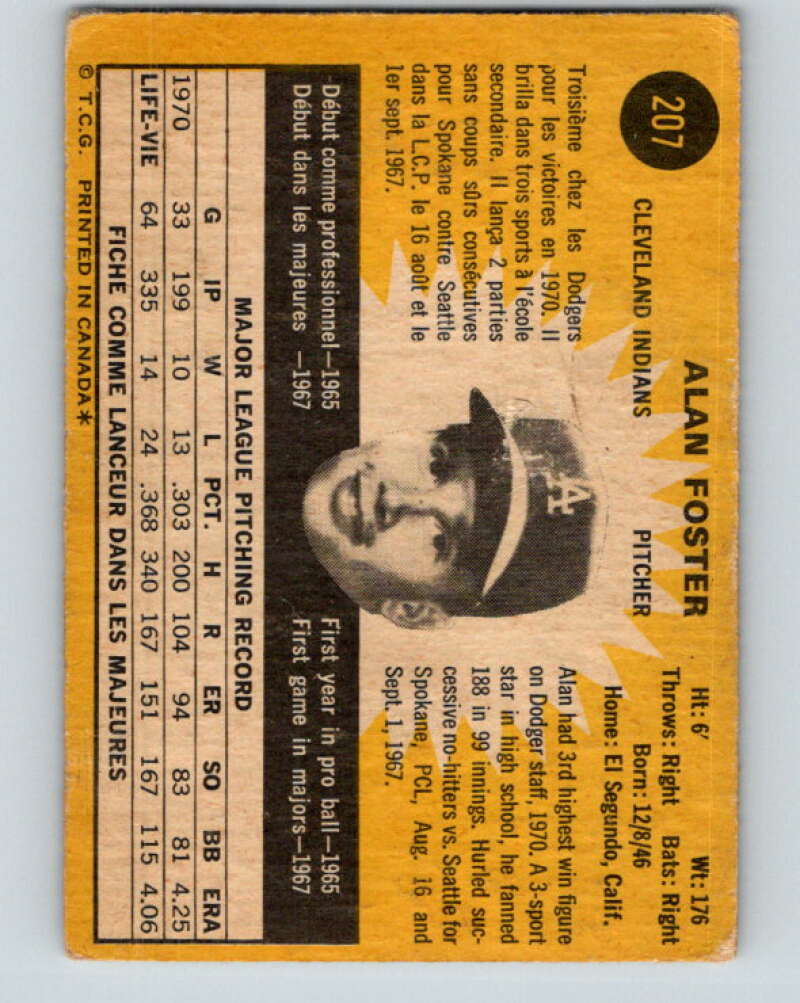 207
ALAN FOSTER
CLEVELAND INDIANS PITCHER
Ht: 6' Wt: 176
Throws: Right Bats: Right
Born: 12/8/46
Home: El Segundo, Calif.
Troisième chez les Dodgers
pour les victoires en 1970. Il
brilla dans trois sports à l'école
secondaire. Il lança 2 parties
sans coups sûrs consécutives
pour Spokane contre Seattle
dans la L.C.P. le 16 août et le
1er sept. 1967.
LA
Alan had 3rd highest win figure
on Dodger staff, 1970. A 3-sport
star in high school, he fanned
188 in 99 innings. Hurled suc-
cessive no-hitters vs. Seattle for
Spokane, PCL, Aug. 16 and
Sept. 1, 1967.
Début comme professionnel—1965
Début dans les majeures —1967
First year in pro ball—1965
First game in majors—1967
MAJOR LEAGUE PITCHING RECORD
G IP W L PCT. H R ER SO BB ERA
1970 33 199 10 13 .303 200 104 94 83 81 4.25
LIFE-VIE 64 335 14 24 .368 340 167 151 167 115 4.06
FICHE COMME LANCEUR DANS LES MAJEURES
© T.C.G. PRINTED IN CANADA*